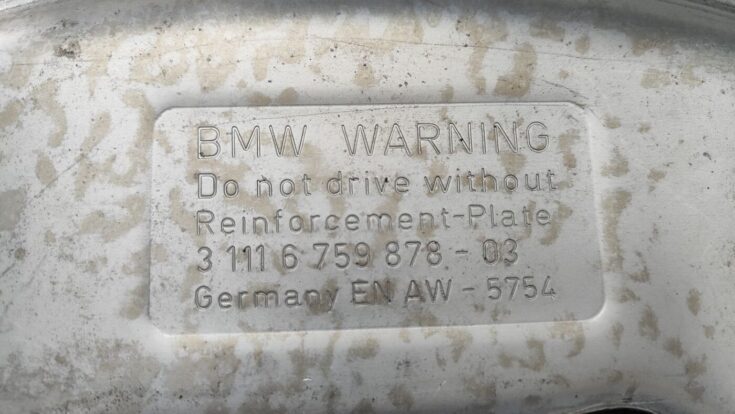 BMW WARNING
Do not drive without
Reinforcement-Plate
3 111 6 759 878 - 03
Germany EN AW - 5754